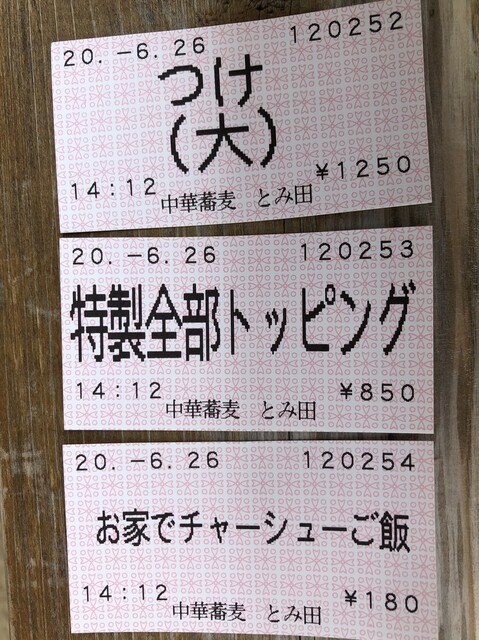 20.-6.26 120252
つけ
(大)
¥1250
14:12 中華蕎麦 とみ田
20.-6.26 120253
特製全部トッピング
14:12 中華蕎麦 とみ田 ¥850
20.-6.26 120254
お家でチャーシューご飯
14:12 中華蕎麦 とみ田 ¥180